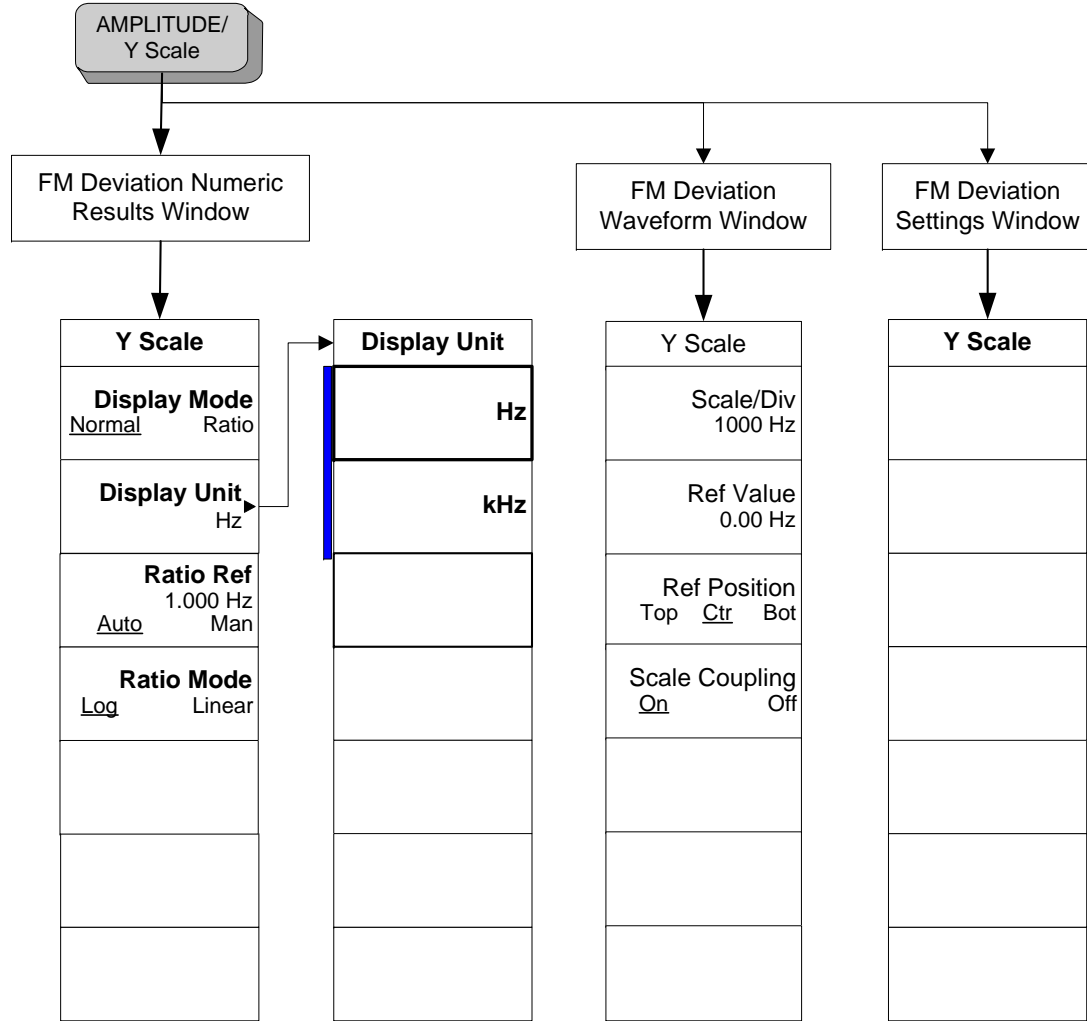 AMPLITUDE/
Y Scale
FM Deviation Numeric
Results Window
FM Deviation
Waveform Window
FM Deviation
Settings Window
Y Scale
Display Mode
Normal Ratio
Display Unit
Hz
Ratio Ref
1.000 Hz
Auto Man
Ratio Mode
Log Linear
Display Unit
Hz
kHz
Y Scale
Scale/Div
1000 Hz
Ref Value
0.00 Hz
Ref Position
Top Ctr Bot
Scale Coupling
On Off
Y Scale